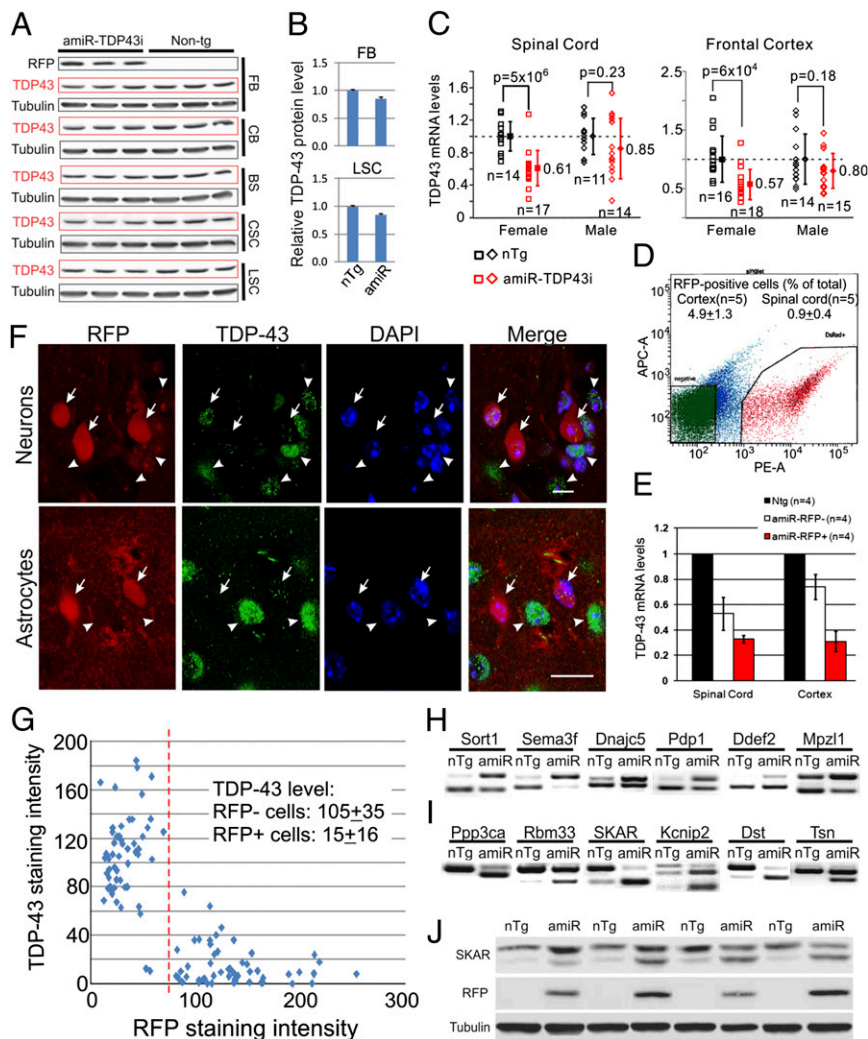 A
amiR-TDP43i Non-tg
RFP
TDP43
Tubulin
FB
TDP43
Tubulin
CB
TDP43
Tubulin
BS
TDP43
Tubulin
CSC
TDP43
Tubulin
LSC
B
Relative TDP-43 protein level
FB
1.5
1.0
0.5
0.0
LSC
1.5
1.0
0.5
0.0
nTg
amiR
C
Spinal Cord
TDP43 mRNA levels
p=5x10⁶
p=0.23
1.6
1.2
0.8
0.4
0
0.61
0.85
n=14
n=17
n=11
n=14
Female Male
Frontal Cortex
p=6x10⁴
p=0.18
2.5
1.5
0.5
0.57
0.80
n=16
n=18
n=14
n=15
Female Male
nTg
amiR-TDP43i
D
singlet
RFP-positive cells (% of total)
Cortex(n=5) Spinal cord(n=5)
4.9±1.3 0.9±0.4
DsRed+
negative
APC-A
10⁵
10⁴
10³
10²
10² 10³ 10⁴ 10⁵
PE-A
E
Ntg (n=4)
amiR-RFP- (n=4)
amiR-RFP+ (n=4)
TDP-43 mRNA levels
1.2
1
0.8
0.6
0.4
0.2
0
Spinal Cord Cortex
F
RFP TDP-43 DAPI Merge
Neurons
Astrocytes
G
TDP-43 staining intensity
200
160
120
80
40
0
TDP-43 level:
RFP- cells: 105±35
RFP+ cells: 15±16
0 100 200 300
RFP staining intensity
H
Sort1 Sema3f Dnajc5 Pdp1 Ddef2 Mpzl1
nTg amiR nTg amiR nTg amiR nTg amiR nTg amiR nTg amiR
I
Ppp3ca Rbm33 SKAR Kcnip2 Dst Tsn
nTg amiR nTg amiR nTg amiR nTg amiR nTg amiR nTg amiR
J
nTg amiR nTg amiR nTg amiR nTg amiR
SKAR
RFP
Tubulin